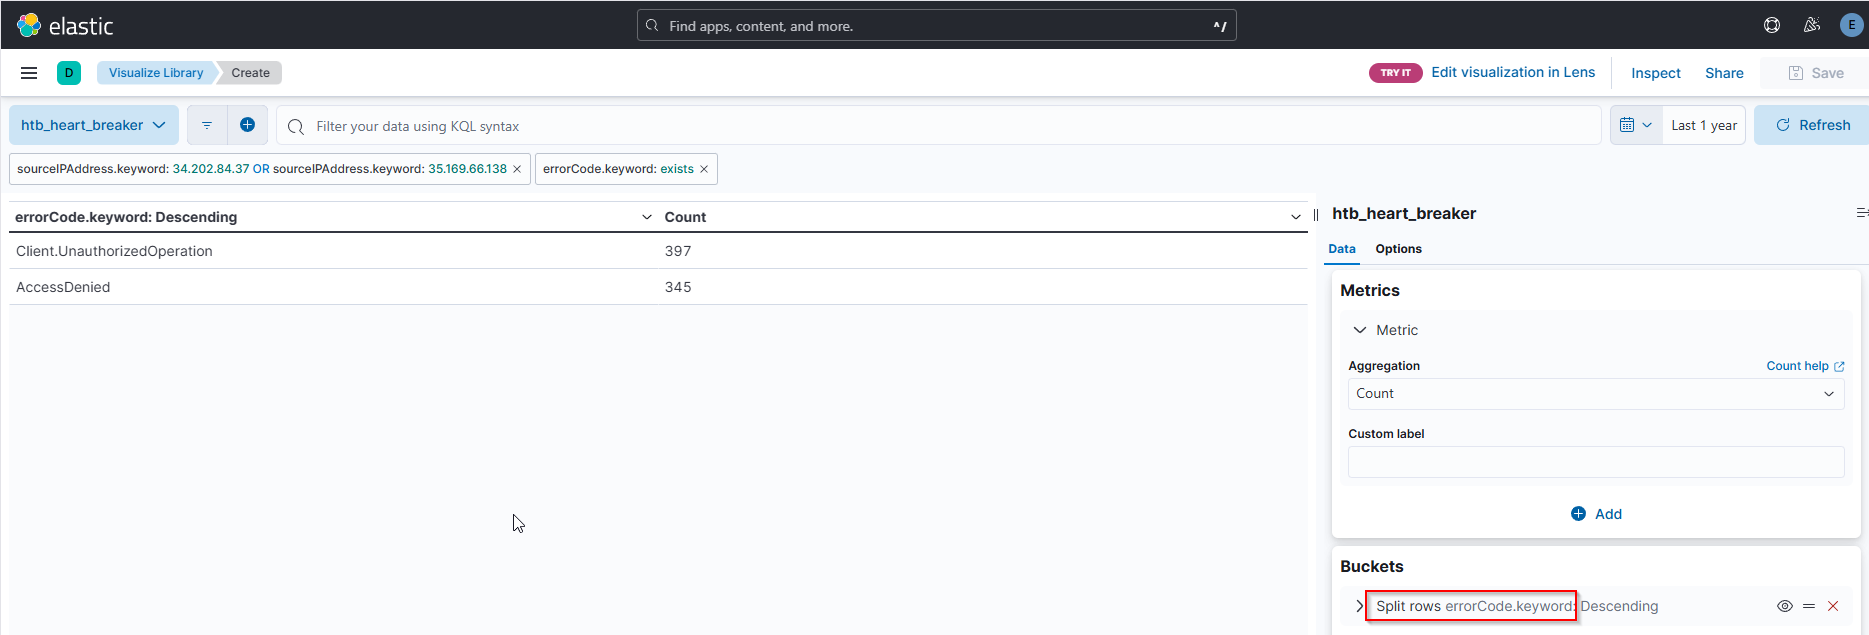 elastic
Find apps, content, and more.
^/
E
D
Visualize Library
Create
TRY IT
Edit visualization in Lens
Inspect
Share
Save
htb_heart_breaker
Filter your data using KQL syntax
Last 1 year
Refresh
sourceIPAddress.keyword: 34.202.84.37 OR sourceIPAddress.keyword: 35.169.66.138 ×
errorCode.keyword: exists ×
errorCode.keyword: Descending
Count
Client.UnauthorizedOperation
397
AccessDenied
345
htb_heart_breaker
Data
Options
Metrics
Metric
Aggregation
Count help
Count
Custom label
Add
Buckets
Split rows errorCode.keyword: Descending